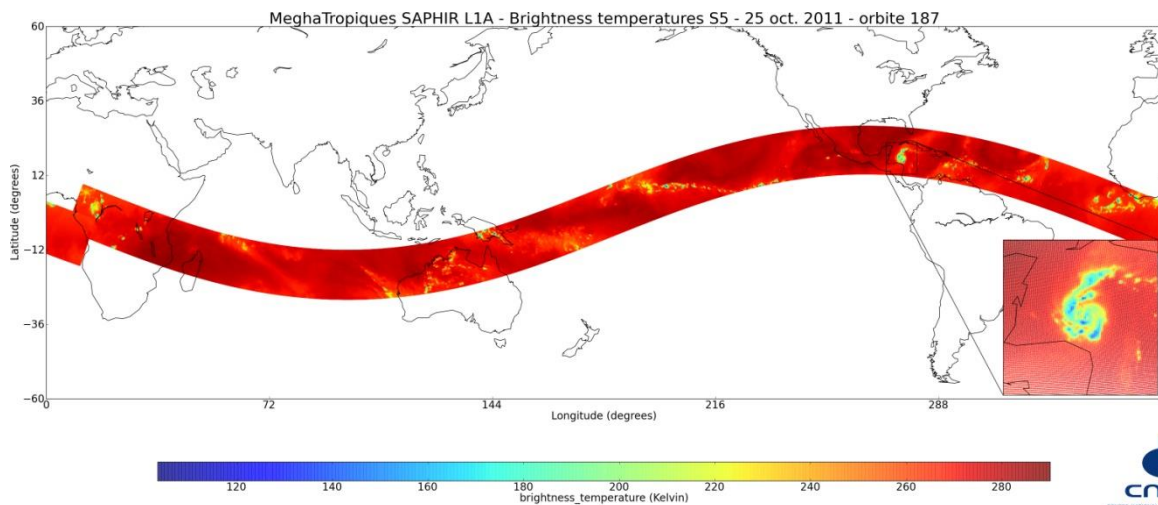 MeghaTropiques SAPHIR L1A - Brightness temperatures S5 - 25 oct. 2011 - orbite 187
60
36
12
−12
−36
−60
Latitude (degrees)
0 72 144 216 288
Longitude (degrees)
120 140 160 180 200 220 240 260 280
brightness_temperature (Kelvin)